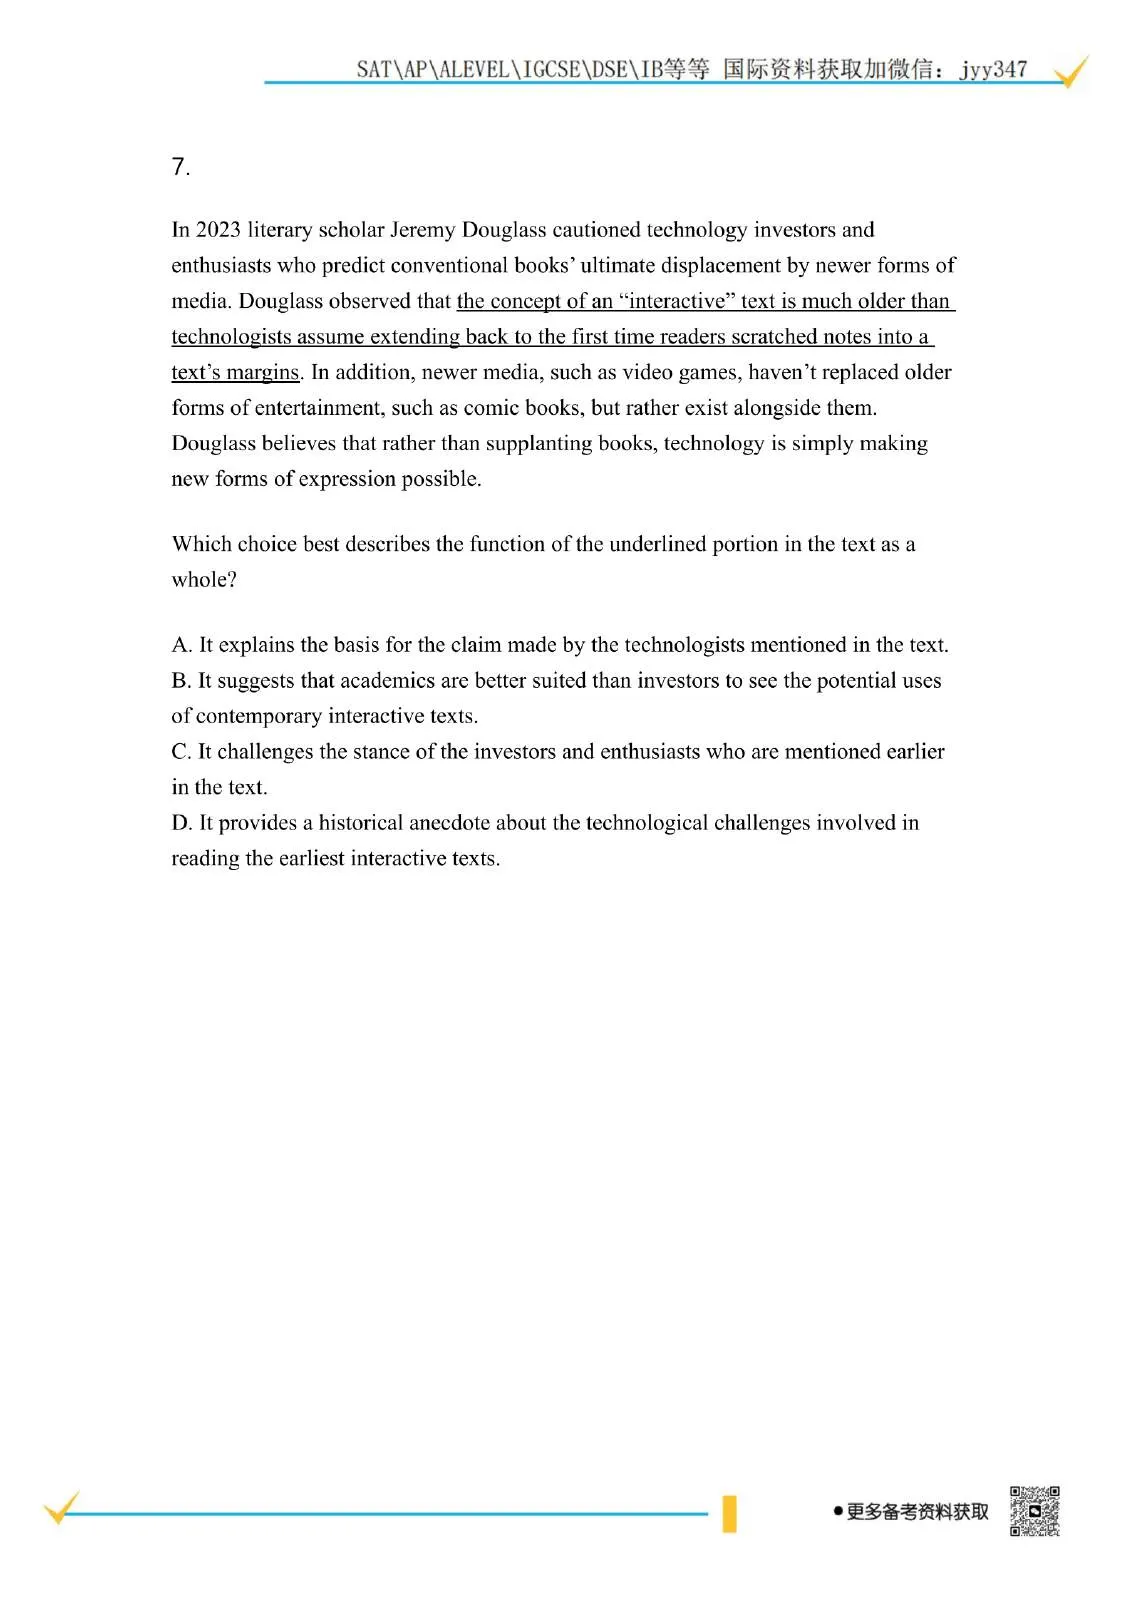 SAT\AP\ALEVEL\IGCSE\DSE\IB等等 国际资料获取加微信：jyy347
7.
In 2023 literary scholar Jeremy Douglass cautioned technology investors and
enthusiasts who predict conventional books’ ultimate displacement by newer forms of
media. Douglass observed that the concept of an “interactive” text is much older than
technologists assume extending back to the first time readers scratched notes into a
text’s margins. In addition, newer media, such as video games, haven’t replaced older
forms of entertainment, such as comic books, but rather exist alongside them.
Douglass believes that rather than supplanting books, technology is simply making
new forms of expression possible.
Which choice best describes the function of the underlined portion in the text as a
whole?
A. It explains the basis for the claim made by the technologists mentioned in the text.
B. It suggests that academics are better suited than investors to see the potential uses
of contemporary interactive texts.
C. It challenges the stance of the investors and enthusiasts who are mentioned earlier
in the text.
D. It provides a historical anecdote about the technological challenges involved in
reading the earliest interactive texts.
●更多备考资料获取